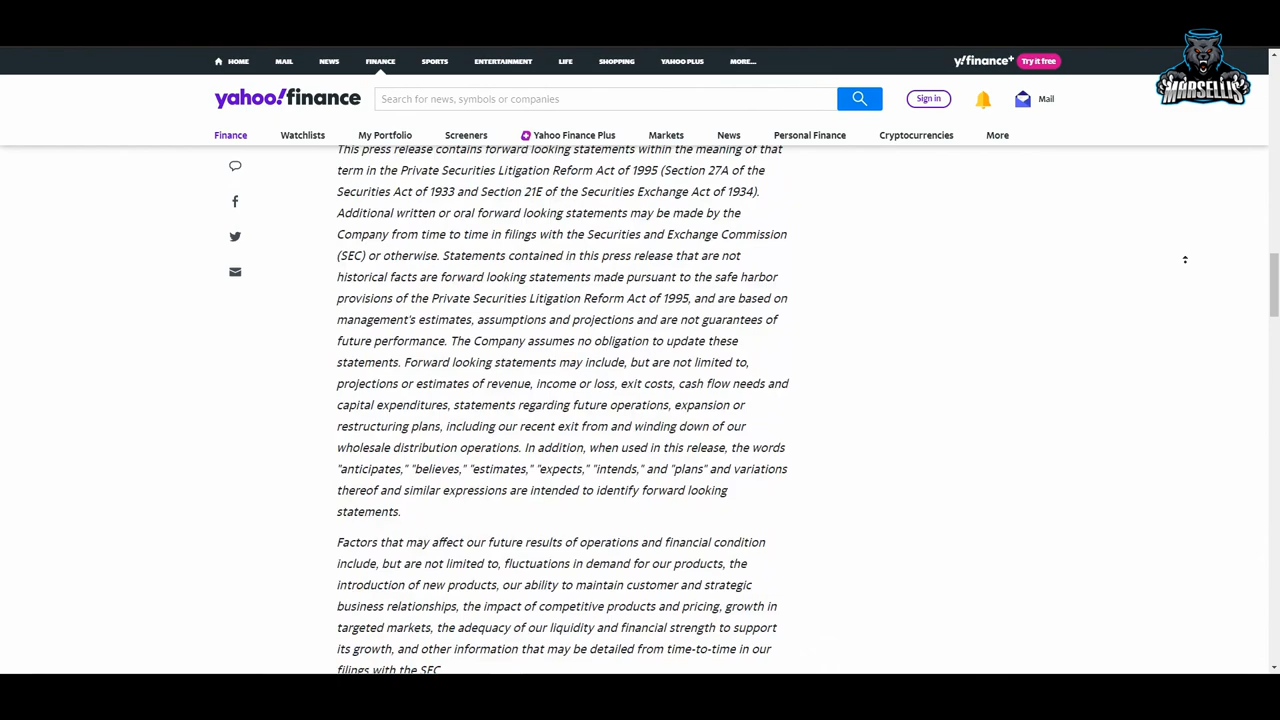 HOME MAIL NEWS FINANCE SPORTS ENTERTAINMENT LIFE SHOPPING YAHOO PLUS MORE... y!finance+ Try it free
MARSELLIS
yahoo!finance Search for news, symbols or companies Sign in Mail
Finance Watchlists My Portfolio Screeners Yahoo Finance Plus Markets News Personal Finance Cryptocurrencies More
This press release contains forward looking statements within the meaning of that
term in the Private Securities Litigation Reform Act of 1995 (Section 27A of the
Securities Act of 1933 and Section 21E of the Securities Exchange Act of 1934).
Additional written or oral forward looking statements may be made by the
Company from time to time in filings with the Securities and Exchange Commission
(SEC) or otherwise. Statements contained in this press release that are not
historical facts are forward looking statements made pursuant to the safe harbor
provisions of the Private Securities Litigation Reform Act of 1995, and are based on
management's estimates, assumptions and projections and are not guarantees of
future performance. The Company assumes no obligation to update these
statements. Forward looking statements may include, but are not limited to,
projections or estimates of revenue, income or loss, exit costs, cash flow needs and
capital expenditures, statements regarding future operations, expansion or
restructuring plans, including our recent exit from and winding down of our
wholesale distribution operations. In addition, when used in this release, the words
"anticipates," "believes," "estimates," "expects," "intends," and "plans" and variations
thereof and similar expressions are intended to identify forward looking
statements.
Factors that may affect our future results of operations and financial condition
include, but are not limited to, fluctuations in demand for our products, the
introduction of new products, our ability to maintain customer and strategic
business relationships, the impact of competitive products and pricing, growth in
targeted markets, the adequacy of our liquidity and financial strength to support
its growth, and other information that may be detailed from time-to-time in our
filings with the SEC